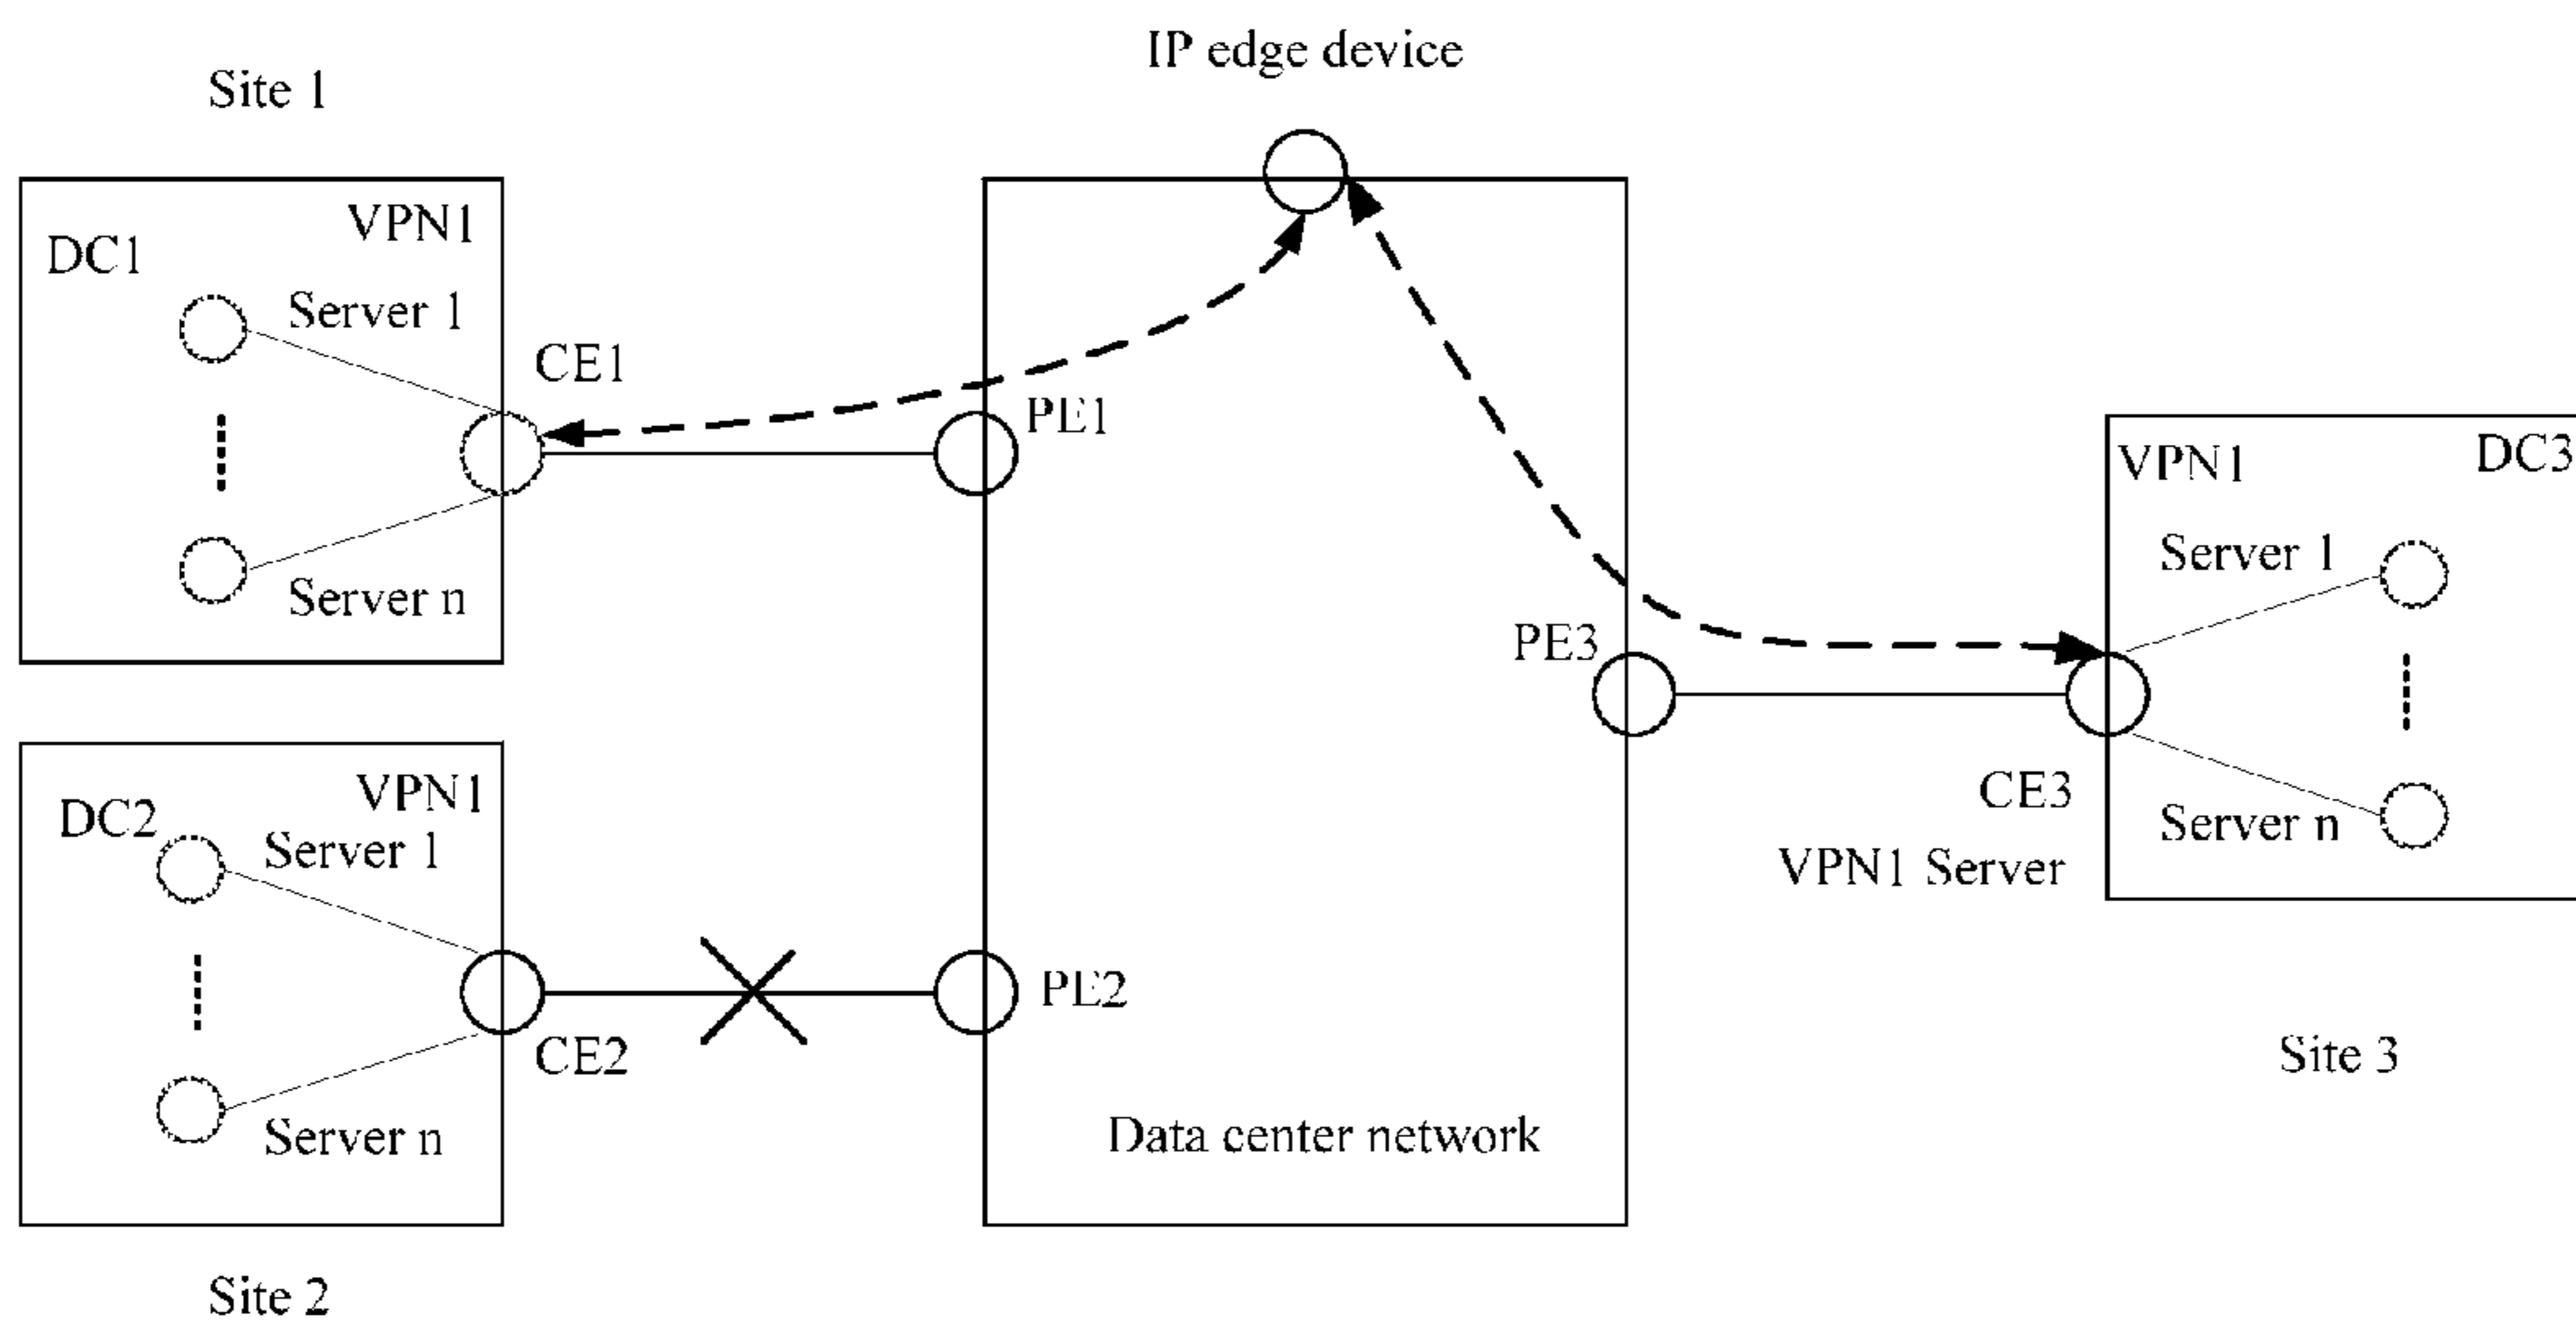 IP edge device
Site 1
VPN1
DC1
Server 1
CE1
PE1
Server n
VPN1
DC3
Server 1
PE3
CE3
Server n
VPN1 Server
VPN1
DC2
Server 1
PE2
CE2
Server n
Data center network
Site 3
Site 2